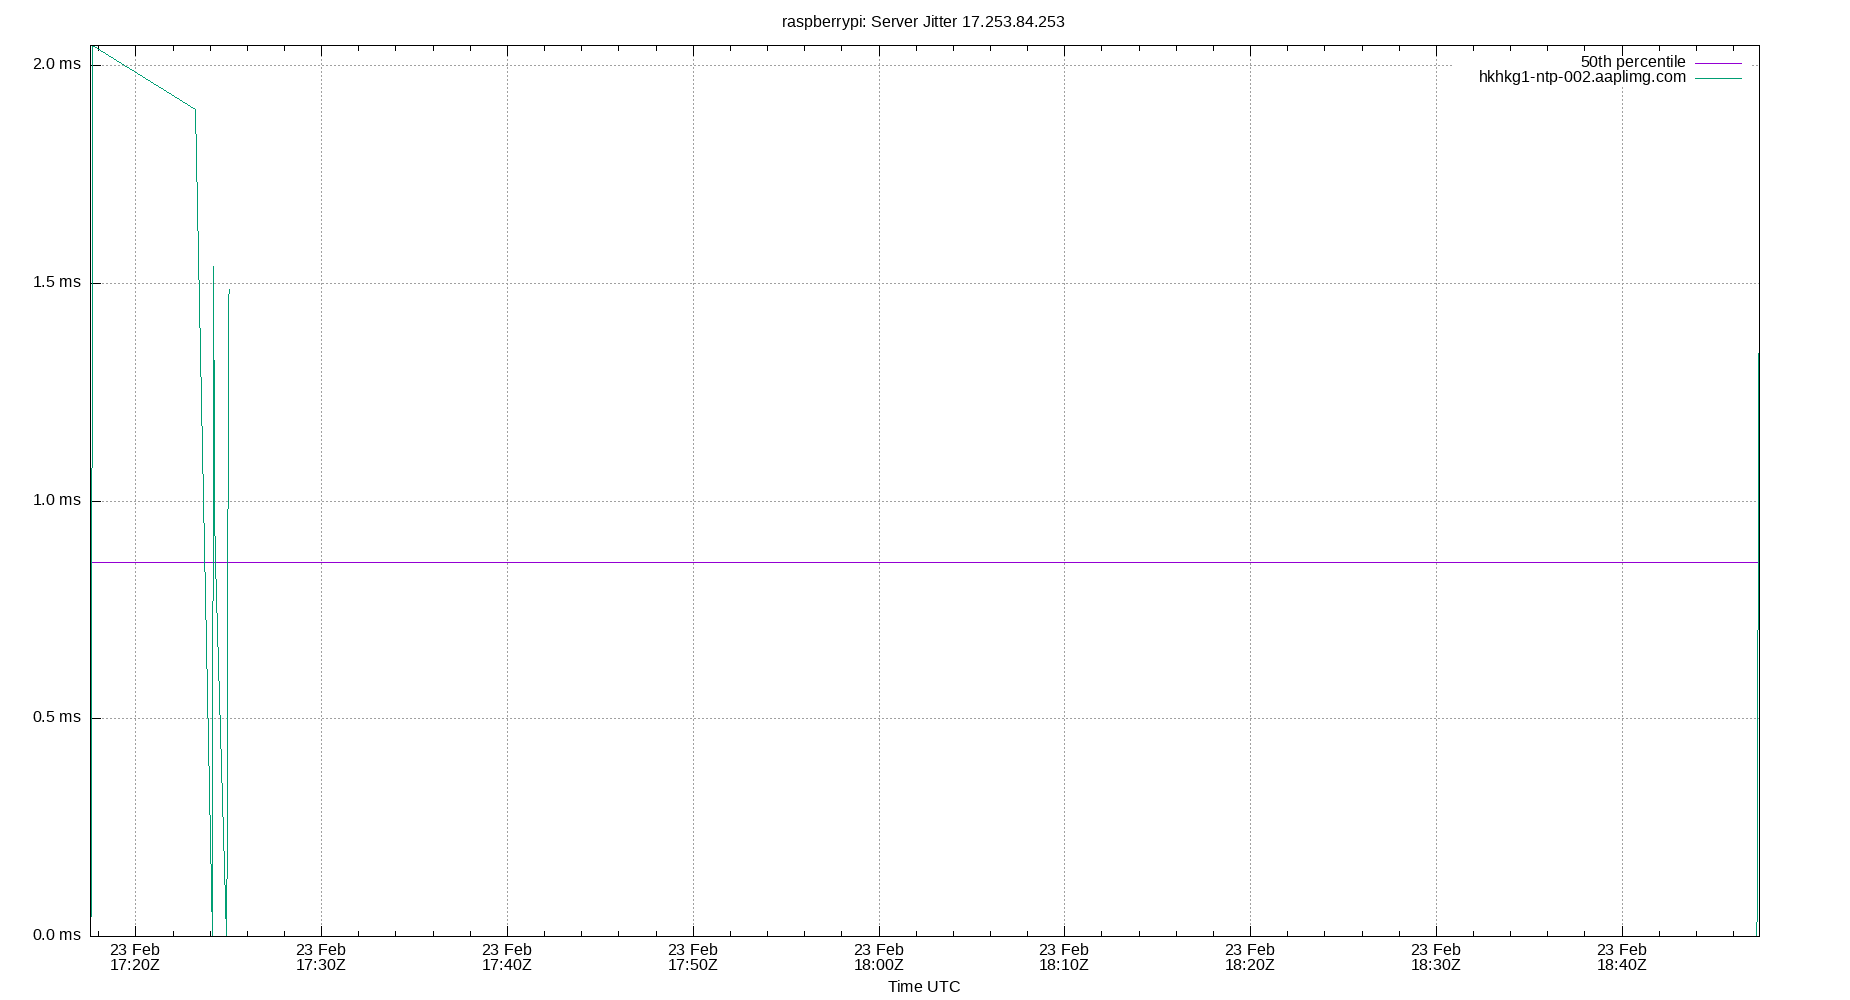 raspberrypi: Server Jitter 17.253.84.253
2.0 ms
1.5 ms
1.0 ms
0.5 ms
0.0 ms
50th percentile
hkhkg1-ntp-002.aaplimg.com
23 Feb
17:20Z
23 Feb
17:30Z
23 Feb
17:40Z
23 Feb
17:50Z
23 Feb
18:00Z
23 Feb
18:10Z
23 Feb
18:20Z
23 Feb
18:30Z
23 Feb
18:40Z
Time UTC